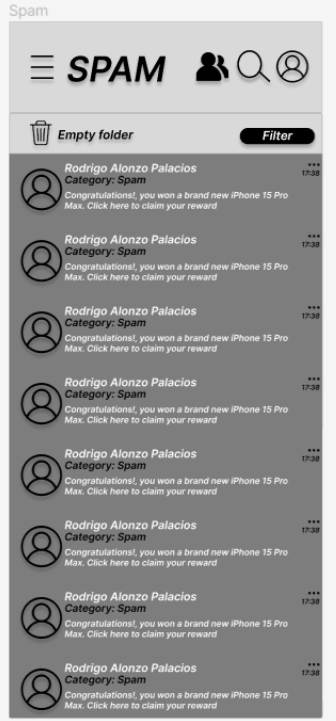 Spam
SPAM
Empty folder
Filter
Rodrigo Alonzo Palacios
Category: Spam
17:38
Congratulations!, you won a brand new iPhone 15 Pro
Max. Click here to claim your reward
Rodrigo Alonzo Palacios
Category: Spam
17:38
Congratulations!, you won a brand new iPhone 15 Pro
Max. Click here to claim your reward
Rodrigo Alonzo Palacios
Category: Spam
17:38
Congratulations!, you won a brand new iPhone 15 Pro
Max. Click here to claim your reward
Rodrigo Alonzo Palacios
Category: Spam
17:38
Congratulations!, you won a brand new iPhone 15 Pro
Max. Click here to claim your reward
Rodrigo Alonzo Palacios
Category: Spam
17:38
Congratulations!, you won a brand new iPhone 15 Pro
Max. Click here to claim your reward
Rodrigo Alonzo Palacios
Category: Spam
17:38
Congratulations!, you won a brand new iPhone 15 Pro
Max. Click here to claim your reward
Rodrigo Alonzo Palacios
Category: Spam
17:38
Congratulations!, you won a brand new iPhone 15 Pro
Max. Click here to claim your reward
Rodrigo Alonzo Palacios
Category: Spam
17:38
Congratulations!, you won a brand new iPhone 15 Pro
Max. Click here to claim your reward